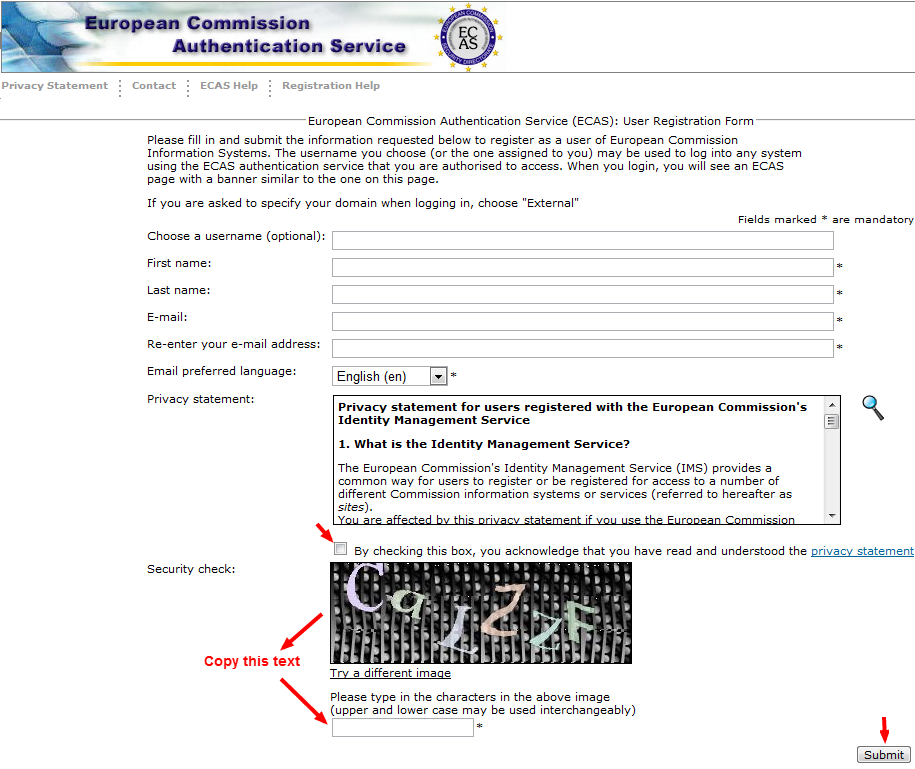 European Commission
Authentication Service
EC
AS
Privacy Statement
Contact
ECAS Help
Registration Help
European Commission Authentication Service (ECAS): User Registration Form
Please fill in and submit the information requested below to register as a user of European Commission
Information Systems. The username you choose (or the one assigned to you) may be used to log into any system
using the ECAS authentication service that you are authorised to access. When you login, you will see an ECAS
page with a banner similar to the one on this page.
If you are asked to specify your domain when logging in, choose "External"
Fields marked * are mandatory
Choose a username (optional):
First name: *
Last name: *
E-mail: *
Re-enter your e-mail address: *
Email preferred language: English (en) *
Privacy statement:
Privacy statement for users registered with the European Commission's
Identity Management Service
1. What is the Identity Management Service?
The European Commission's Identity Management Service (IMS) provides a
common way for users to register or be registered for access to a number of
different Commission information systems or services (referred to hereafter as
sites).
You are affected by this privacy statement if you use the European Commission
By checking this box, you acknowledge that you have read and understood the privacy statement
Security check:
Copy this text
Try a different image
Please type in the characters in the above image
(upper and lower case may be used interchangeably)
*
Submit